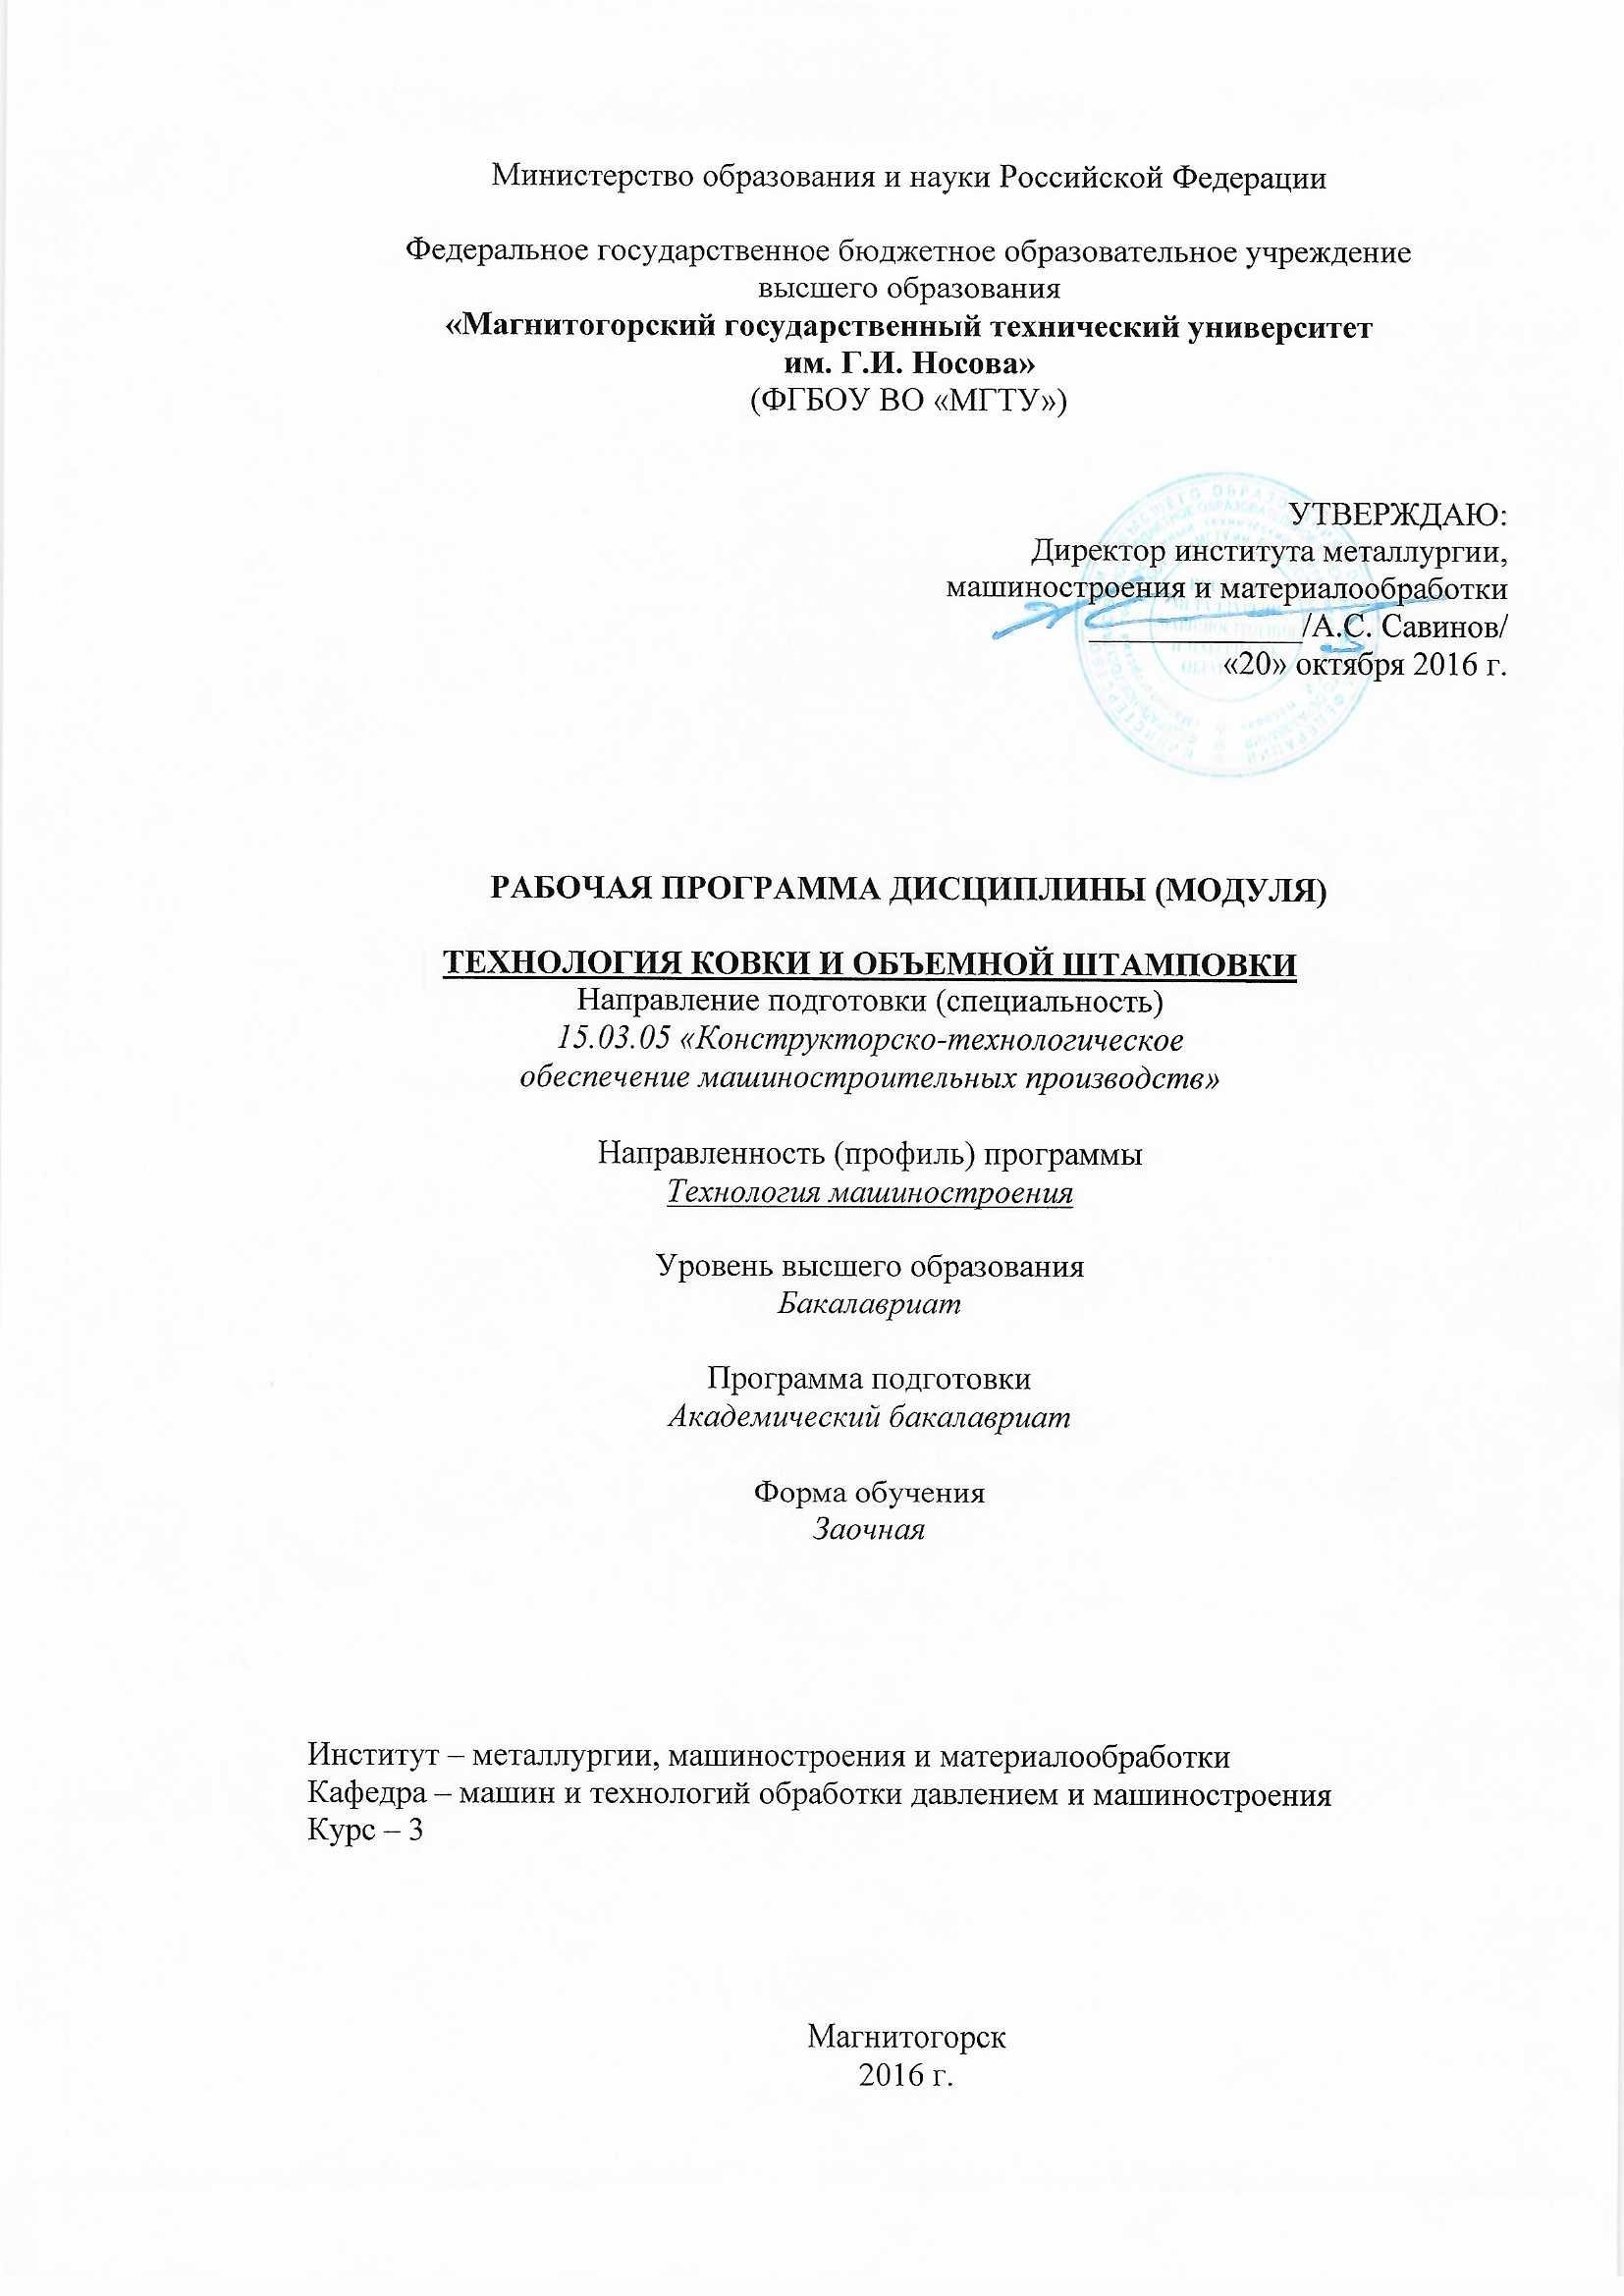 Министерство образования и науки Российской Федерации
Федеральное государственное бюджетное образовательное учреждение
высшего образования
«Магнитогорский государственный технический университет
им. Г.И. Носова»
(ФГБОУ ВО «МГТУ»)
УТВЕРЖДАЮ:
Директор института металлургии,
машиностроения и материалообработки
_____________/А.С. Савинов/
«20» октября 2016 г.
РАБОЧАЯ ПРОГРАММА ДИСЦИПЛИНЫ (МОДУЛЯ)
ТЕХНОЛОГИЯ КОВКИ И ОБЪЕМНОЙ ШТАМПОВКИ
Направление подготовки (специальность)
15.03.05 «Конструкторско-технологическое
обеспечение машиностроительных производств»
Направленность (профиль) программы
Технология машиностроения
Уровень высшего образования
Бакалавриат
Программа подготовки
Академический бакалавриат
Форма обучения
Заочная
Институт – металлургии, машиностроения и материалообработки
Кафедра – машин и технологий обработки давлением и машиностроения
Курс – 3
Магнитогорск
2016 г.